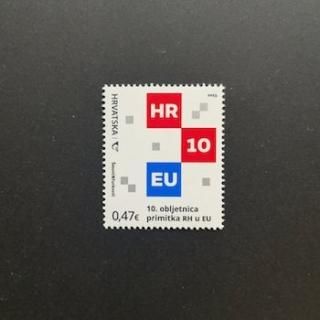 HRVATSKA
HR
10
EU
0,47€
10. obljetnica
primitka RH u EU